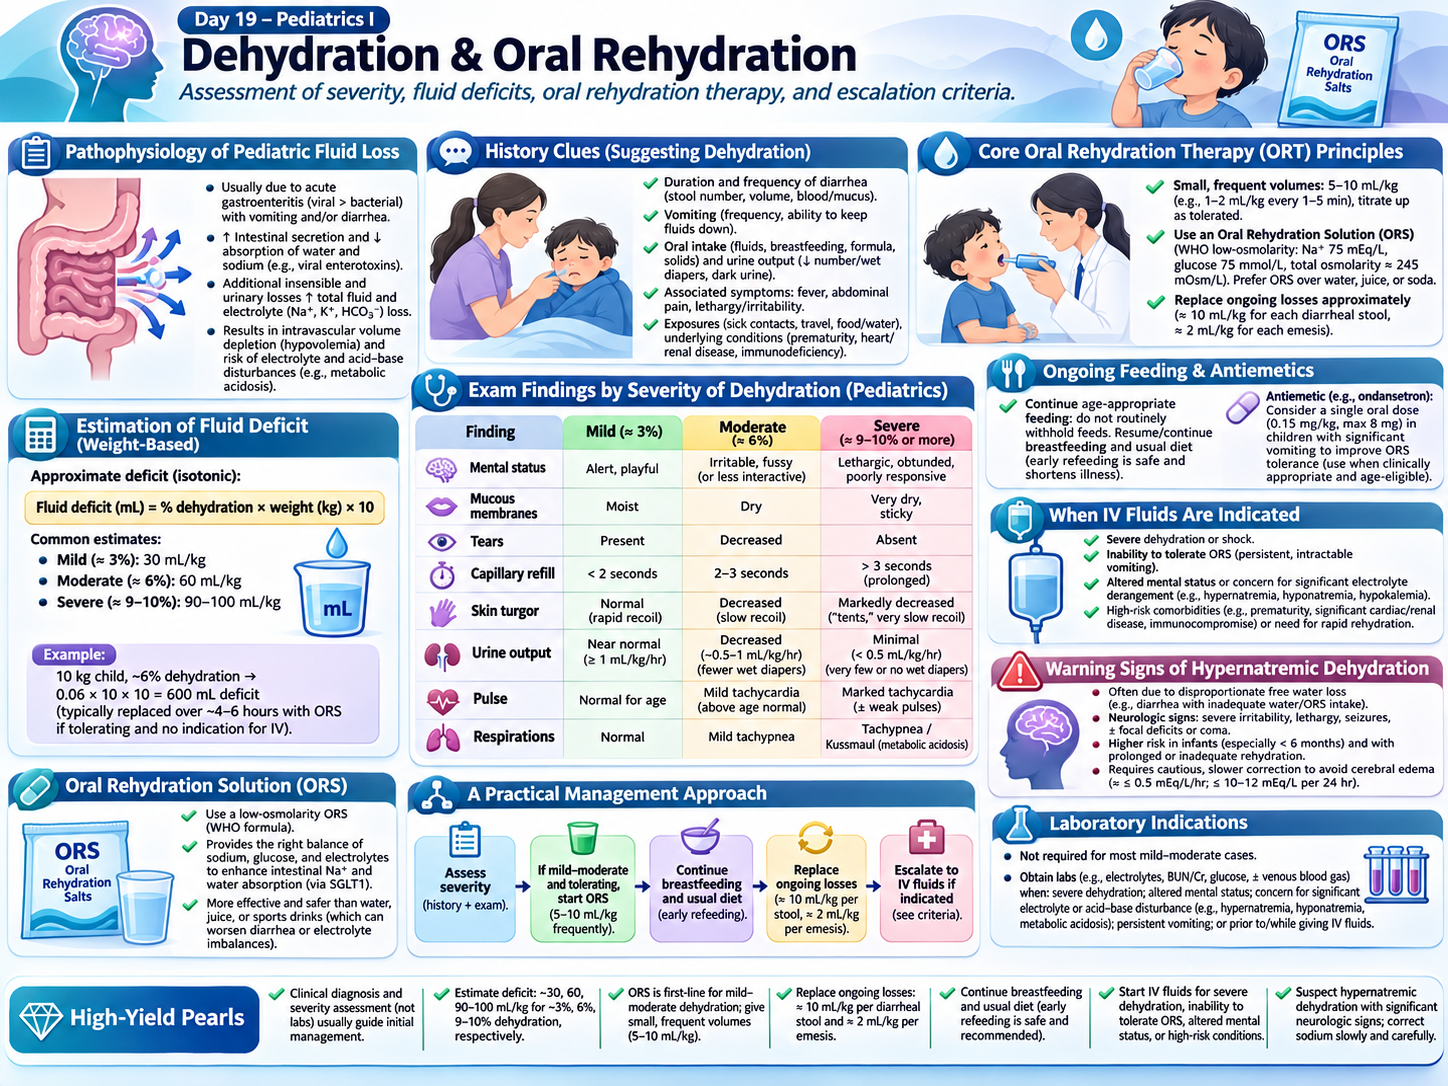 Day 19 – Pediatrics I
Dehydration & Oral Rehydration
Assessment of severity, fluid deficits, oral rehydration therapy, and escalation criteria.
ORS
Oral
Rehydration
Salts
Pathophysiology of Pediatric Fluid Loss
Usually due to acute
gastroenteritis (viral > bacterial)
with vomiting and/or diarrhea.
↑ Intestinal secretion and ↓
absorption of water and
sodium (e.g., viral enterotoxins).
Additional insensible and
urinary losses ↑ total fluid and
electrolyte (Na⁺, K⁺, HCO₃⁻) loss.
Results in intravascular volume
depletion (hypovolemia) and
risk of electrolyte and acid–base
disturbances (e.g., metabolic
acidosis).
History Clues (Suggesting Dehydration)
Duration and frequency of diarrhea
(stool number, volume, blood/mucus).
Vomiting (frequency, ability to keep
fluids down).
Oral intake (fluids, breastfeeding, formula,
solids) and urine output (↓ number/wet
diapers, dark urine).
Associated symptoms: fever, abdominal
pain, lethargy/irritability.
Exposures (sick contacts, travel, food/water),
underlying conditions (prematurity, heart/
renal disease, immunodeficiency).
Core Oral Rehydration Therapy (ORT) Principles
Small, frequent volumes: 5–10 mL/kg
(e.g., 1–2 mL/kg every 1–5 min), titrate up
as tolerated.
Use an Oral Rehydration Solution (ORS)
(WHO low-osmolarity: Na⁺ 75 mEq/L,
glucose 75 mmol/L, total osmolarity ≈ 245
mOsm/L). Prefer ORS over water, juice, or soda.
Replace ongoing losses approximately
(≈ 10 mL/kg for each diarrheal stool,
≈ 2 mL/kg for each emesis).
Estimation of Fluid Deficit
(Weight-Based)
Approximate deficit (isotonic):
Fluid deficit (mL) = % dehydration × weight (kg) × 10
Common estimates:
Mild (≈ 3%): 30 mL/kg
Moderate (≈ 6%): 60 mL/kg
Severe (≈ 9–10%): 90–100 mL/kg
mL
Example:
10 kg child, ~6% dehydration →
0.06 × 10 × 10 = 600 mL deficit
(typically replaced over ~4–6 hours with ORS
if tolerating and no indication for IV).
Exam Findings by Severity of Dehydration (Pediatrics)
Finding
Mild (≈ 3%)
Moderate
(≈ 6%)
Severe
(≈ 9–10% or more)
Mental status
Alert, playful
Irritable, fussy
(or less interactive)
Lethargic, obtunded,
poorly responsive
Mucous
membranes
Moist
Dry
Very dry,
sticky
Tears
Present
Decreased
Absent
Capillary refill
< 2 seconds
2–3 seconds
> 3 seconds
(prolonged)
Skin turgor
Normal
(rapid recoil)
Decreased
(slow recoil)
Markedly decreased
("tents," very slow recoil)
Urine output
Near normal
(≥ 1 mL/kg/hr)
Decreased
(~0.5–1 mL/kg/hr)
(fewer wet diapers)
Minimal
(< 0.5 mL/kg/hr)
(very few or no wet diapers)
Pulse
Normal for age
Mild tachycardia
(above age normal)
Marked tachycardia
(± weak pulses)
Respirations
Normal
Mild tachypnea
Tachypnea /
Kussmaul (metabolic acidosis)
Ongoing Feeding & Antiemetics
Continue age-appropriate
feeding: do not routinely
withhold feeds. Resume/continue
breastfeeding and usual diet
(early refeeding is safe and
shortens illness).
Antiemetic (e.g., ondansetron):
Consider a single oral dose
(0.15 mg/kg, max 8 mg) in
children with significant
vomiting to improve ORS
tolerance (use when clinically
appropriate and age-eligible).
When IV Fluids Are Indicated
Severe dehydration or shock.
Inability to tolerate ORS (persistent, intractable
vomiting).
Altered mental status or concern for significant electrolyte
derangement (e.g., hypernatremia, hyponatremia, hypokalemia).
High-risk comorbidities (e.g., prematurity, significant cardiac/renal
disease, immunocompromise) or need for rapid rehydration.
Warning Signs of Hypernatremic Dehydration
Often due to disproportionate free water loss
(e.g., diarrhea with inadequate water/ORS intake).
Neurologic signs: severe irritability, lethargy, seizures,
± focal deficits or coma.
Higher risk in infants (especially < 6 months) and with
prolonged or inadequate rehydration.
Requires cautious, slower correction to avoid cerebral edema
(≈ ≤ 0.5 mEq/L/hr; ≤ 10–12 mEq/L per 24 hr).
Oral Rehydration Solution (ORS)
ORS
Oral
Rehydration
Salts
Use a low-osmolarity ORS
(WHO formula).
Provides the right balance of
sodium, glucose, and electrolytes
to enhance intestinal Na⁺ and
water absorption (via SGLT1).
More effective and safer than water,
juice, or sports drinks (which can
worsen diarrhea or electrolyte
imbalances).
A Practical Management Approach
Assess
severity
(history + exam).
If mild–moderate
and tolerating,
start ORS
(5–10 mL/kg
frequently).
Continue
breastfeeding
and usual diet
(early refeeding).
Replace
ongoing losses
(≈ 10 mL/kg per
stool, ≈ 2 mL/kg
per emesis).
Escalate to
IV fluids if
indicated
(see criteria).
Laboratory Indications
Not required for most mild–moderate cases.
Obtain labs (e.g., electrolytes, BUN/Cr, glucose, ± venous blood gas)
when: severe dehydration; altered mental status; concern for significant
electrolyte or acid–base disturbance (e.g., hypernatremia, hyponatremia,
metabolic acidosis); persistent vomiting; or prior to/while giving IV fluids.
High-Yield Pearls
Clinical diagnosis and
severity assessment (not
labs) usually guide initial
management.
Estimate deficit: ~30, 60,
90–100 mL/kg for ~3%, 6%,
9–10% dehydration,
respectively.
ORS is first-line for mild–
moderate dehydration; give
small, frequent volumes
(5–10 mL/kg).
Replace ongoing losses:
≈ 10 mL/kg per diarrheal
stool and ≈ 2 mL/kg per
emesis.
Continue breastfeeding
and usual diet (early
refeeding is safe and
recommended).
Start IV fluids for severe
dehydration, inability to
tolerate ORS, altered mental
status, or high-risk conditions.
Suspect hypernatremic
dehydration with significant
neurologic signs; correct
sodium slowly and carefully.